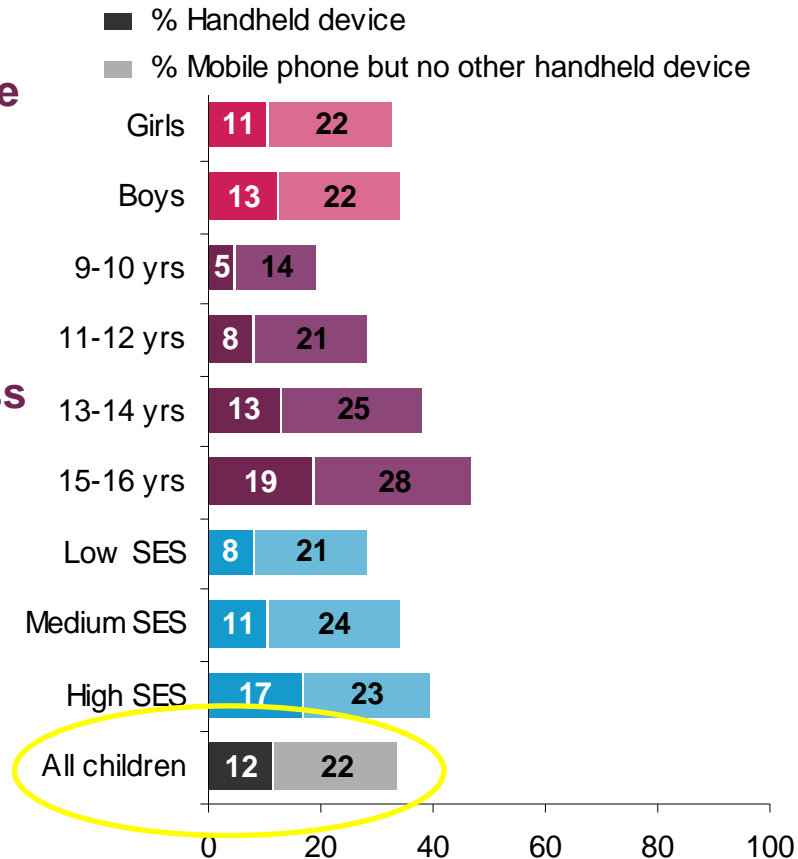 % Handheld device
% Mobile phone but no other handheld device
Girls 11 22
Boys 13 22
9-10 yrs 5 14
11-12 yrs 8 21
13-14 yrs 13 25
15-16 yrs 19 28
Low SES 8 21
Medium SES 11 24
High SES 17 23
All children 12 22
0 20 40 60 80 100